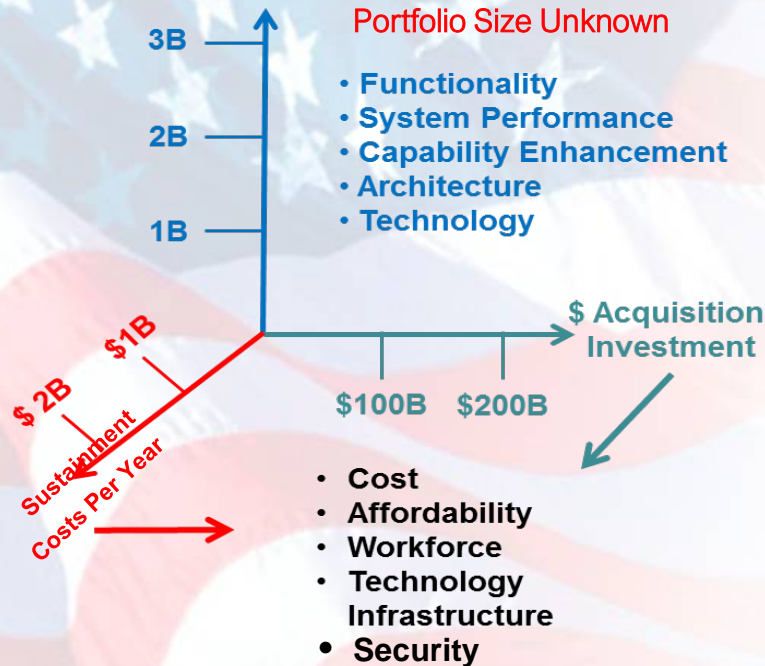 Portfolio Size Unknown
3B
2B
1B
• Functionality
• System Performance
• Capability Enhancement
• Architecture
• Technology
$ Acquisition
Investment
$100B
$200B
$1B
$ 2B
Sustainment
Costs Per Year
• Cost
• Affordability
• Workforce
• Technology
Infrastructure
• Security